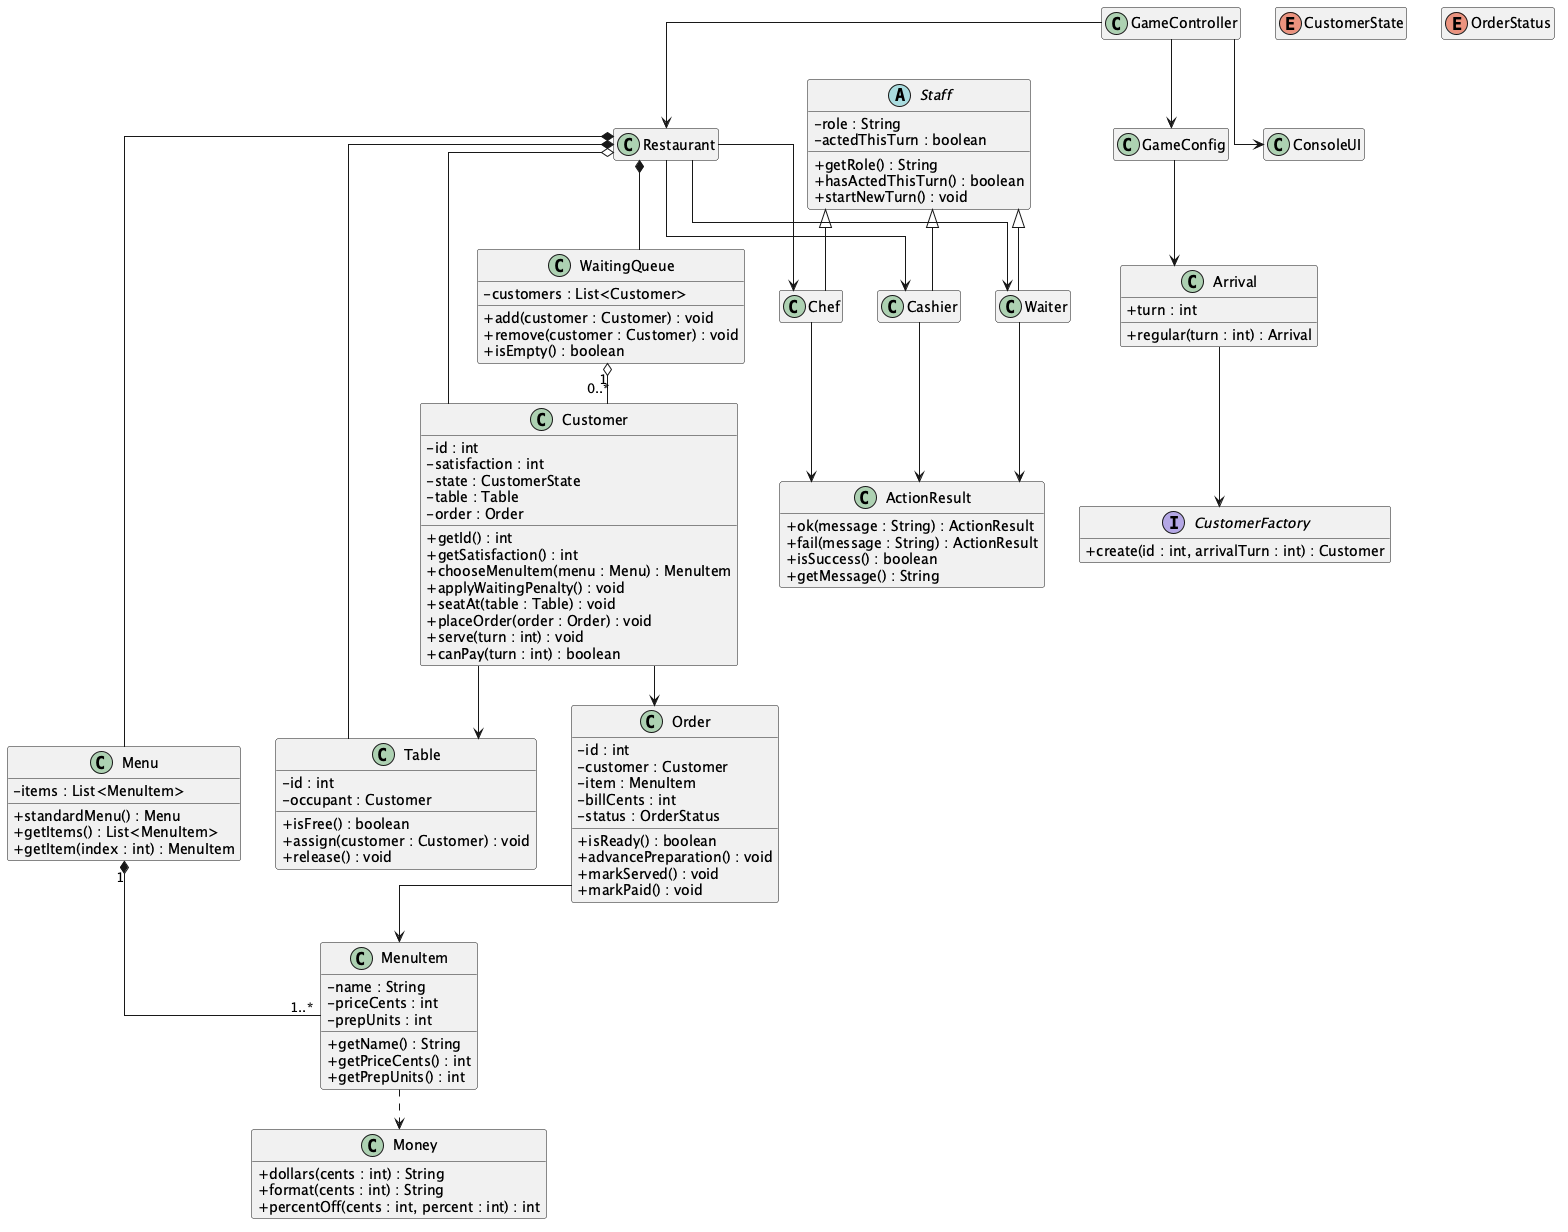 C GameController
E CustomerState
E OrderStatus
A Staff
-role : String
-actedThisTurn : boolean
+getRole() : String
+hasActedThisTurn() : boolean
+startNewTurn() : void
C Restaurant
C GameConfig
C ConsoleUI
C WaitingQueue
-customers : List<Customer>
+add(customer : Customer) : void
+remove(customer : Customer) : void
+isEmpty() : boolean
C Chef
C Cashier
C Waiter
C Arrival
+turn : int
+regular(turn : int) : Arrival
1
0..*
C Customer
-id : int
-satisfaction : int
-state : CustomerState
-table : Table
-order : Order
+getId() : int
+getSatisfaction() : int
+chooseMenuItem(menu : Menu) : MenuItem
+applyWaitingPenalty() : void
+seatAt(table : Table) : void
+placeOrder(order : Order) : void
+serve(turn : int) : void
+canPay(turn : int) : boolean
C ActionResult
+ok(message : String) : ActionResult
+fail(message : String) : ActionResult
+isSuccess() : boolean
+getMessage() : String
I CustomerFactory
+create(id : int, arrivalTurn : int) : Customer
C Menu
-items : List<MenuItem>
+standardMenu() : Menu
+getItems() : List<MenuItem>
+getItem(index : int) : MenuItem
C Table
-id : int
-occupant : Customer
+isFree() : boolean
+assign(customer : Customer) : void
+release() : void
C Order
-id : int
-customer : Customer
-item : MenuItem
-billCents : int
-status : OrderStatus
+isReady() : boolean
+advancePreparation() : void
+markServed() : void
+markPaid() : void
1
1..*
C MenuItem
-name : String
-priceCents : int
-prepUnits : int
+getName() : String
+getPriceCents() : int
+getPrepUnits() : int
C Money
+dollars(cents : int) : String
+format(cents : int) : String
+percentOff(cents : int, percent : int) : int